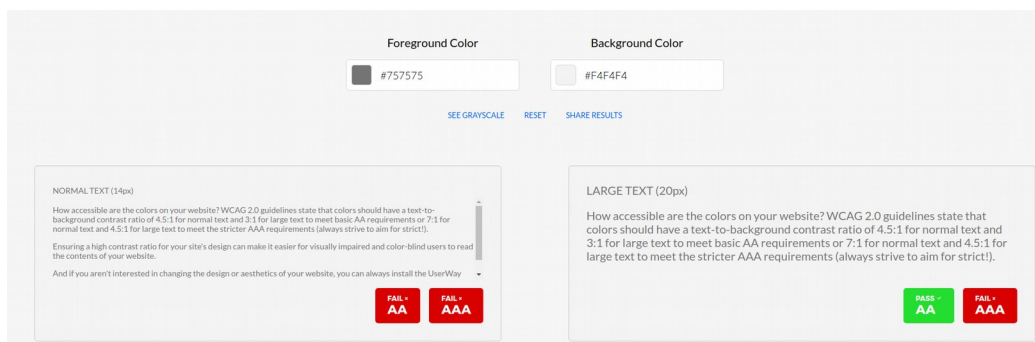 Foreground Color
Background Color
#757575
#F4F4F4
SEE GRAYSCALE
RESET
SHARE RESULTS
NORMAL TEXT (14px)
How accessible are the colors on your website? WCAG 2.0 guidelines state that colors should have a text-to-
background contrast ratio of 4.5:1 for normal text and 3:1 for large text to meet basic AA requirements or 7:1 for
normal text and 4.5:1 for large text to meet the stricter AAA requirements (always strive to aim for strict!).
Ensuring a high contrast ratio for your site's design can make it easier for visually impaired and color-blind users to read
the contents of your website.
And if you aren't interested in changing the design or aesthetics of your website, you can always install the UserWay
FAIL ×
AA
FAIL ×
AAA
LARGE TEXT (20px)
How accessible are the colors on your website? WCAG 2.0 guidelines state that
colors should have a text-to-background contrast ratio of 4.5:1 for normal text and
3:1 for large text to meet basic AA requirements or 7:1 for normal text and 4.5:1 for
large text to meet the stricter AAA requirements (always strive to aim for strict!).
PASS ✓
AA
FAIL ×
AAA